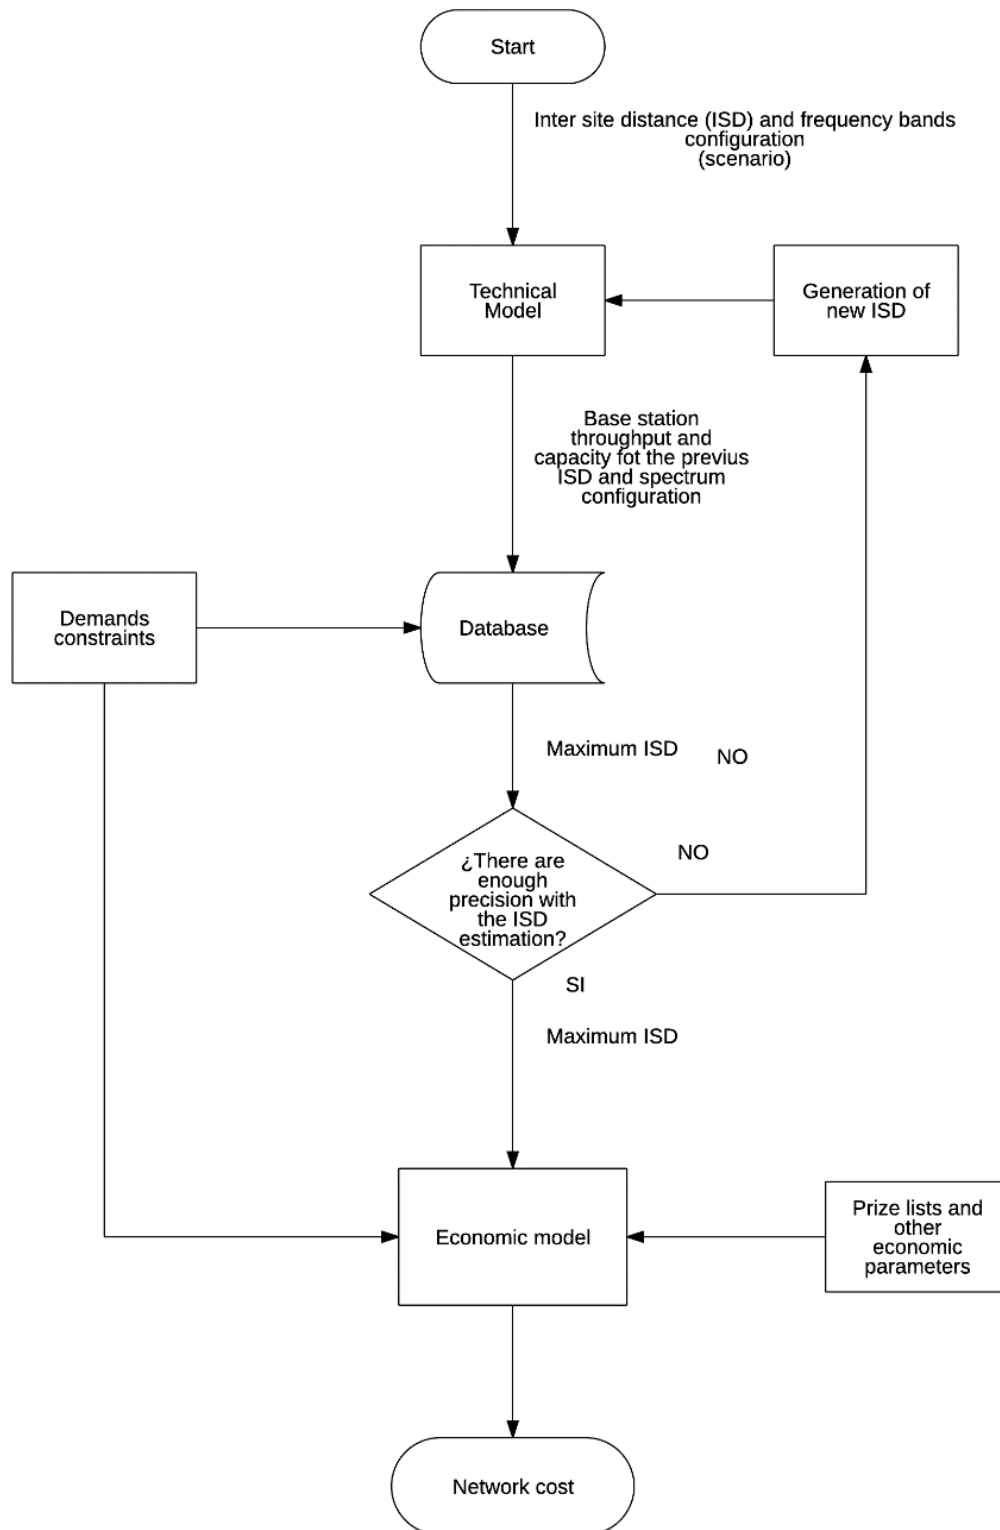 Start
Inter site distance (ISD) and frequency bands
configuration
(scenario)
Technical
Model
Generation of
new ISD
Base station
throughput and
capacity fot the previus
ISD and spectrum
configuration
Demands
constraints
Database
Maximum ISD
NO
NO
¿There are
enough
precision with
the ISD
estimation?
SI
Maximum ISD
Economic model
Prize lists and
other
economic
parameters
Network cost